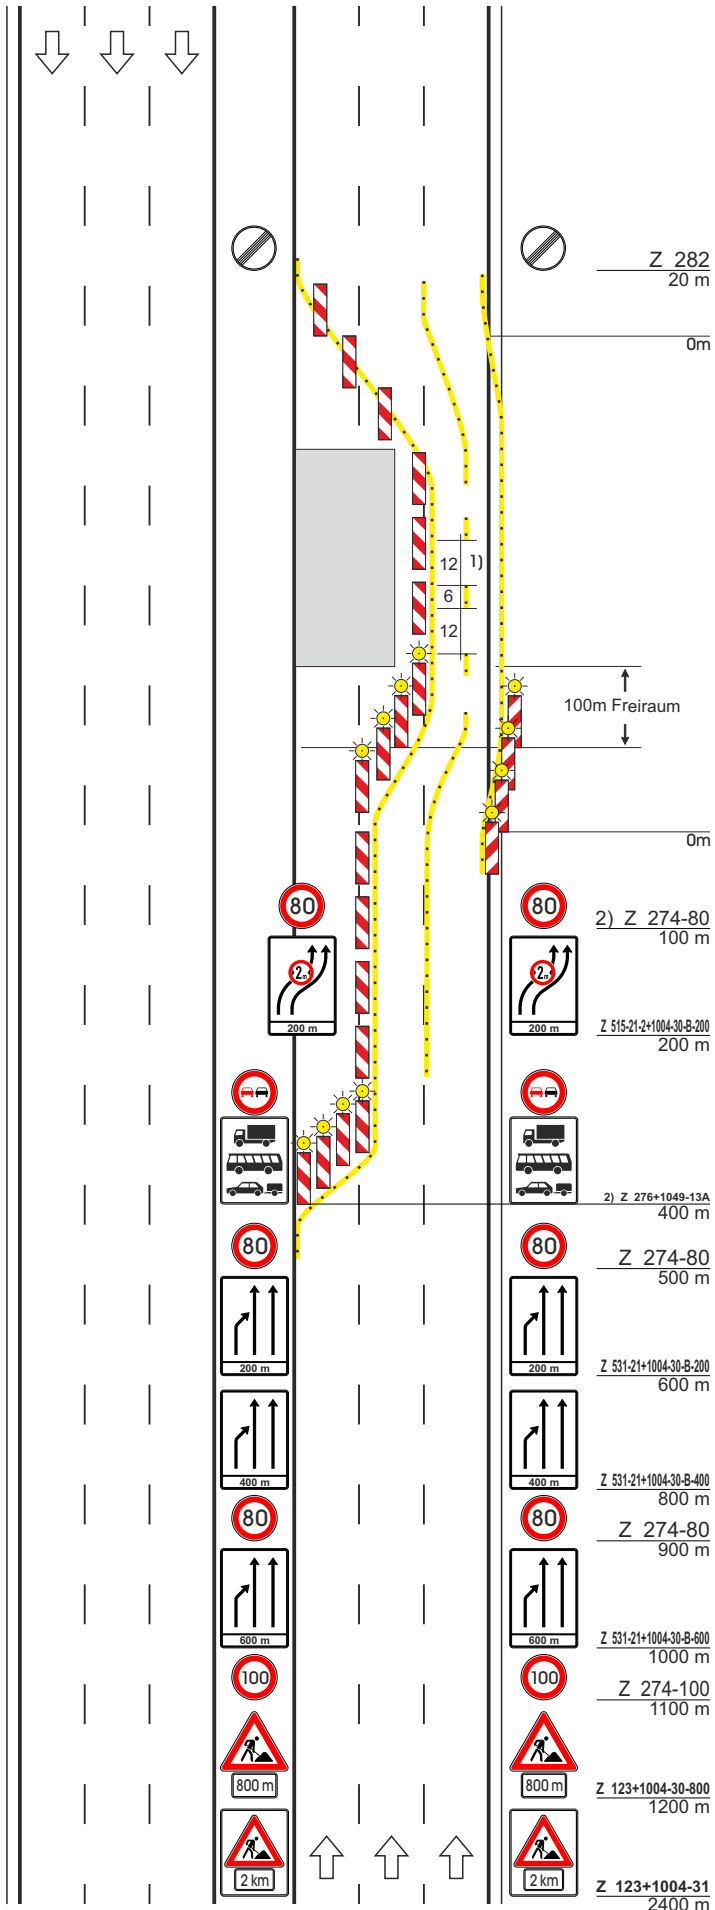 Z 282
20 m
0m
12 1)
6
12
100m Freiraum
0m
80 80
2) Z 274-80
100 m
2m 2m
200 m 200 m
Z 515-21-2+1004-30-B-200
200 m
2) Z 276+1049-13A
400 m
80 80
Z 274-80
500 m
200 m 200 m
Z 531-21+1004-30-B-200
600 m
400 m 400 m
Z 531-21+1004-30-B-400
800 m
80 80
Z 274-80
900 m
600 m 600 m
Z 531-21+1004-30-B-600
1000 m
100 100
Z 274-100
1100 m
800 m 800 m
Z 123+1004-30-800
1200 m
2 km 2 km
Z 123+1004-31
2400 m